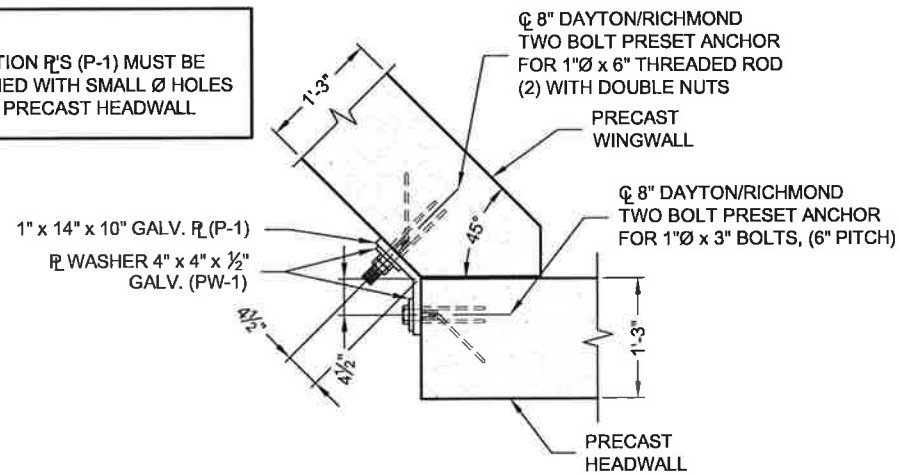 TION ⅊'S (P-1) MUST BE
NED WITH SMALL Ø HOLES
PRECAST HEADWALL
℄ 8" DAYTON/RICHMOND
TWO BOLT PRESET ANCHOR
FOR 1"Ø x 6" THREADED ROD
(2) WITH DOUBLE NUTS
PRECAST
WINGWALL
1'-3"
℄ 8" DAYTON/RICHMOND
TWO BOLT PRESET ANCHOR
FOR 1"Ø x 3" BOLTS, (6" PITCH)
1" x 14" x 10" GALV. ⅊ (P-1)
⅊ WASHER 4" x 4" x ½"
GALV. (PW-1)
45°
4½"
4½"
1'-3"
PRECAST
HEADWALL